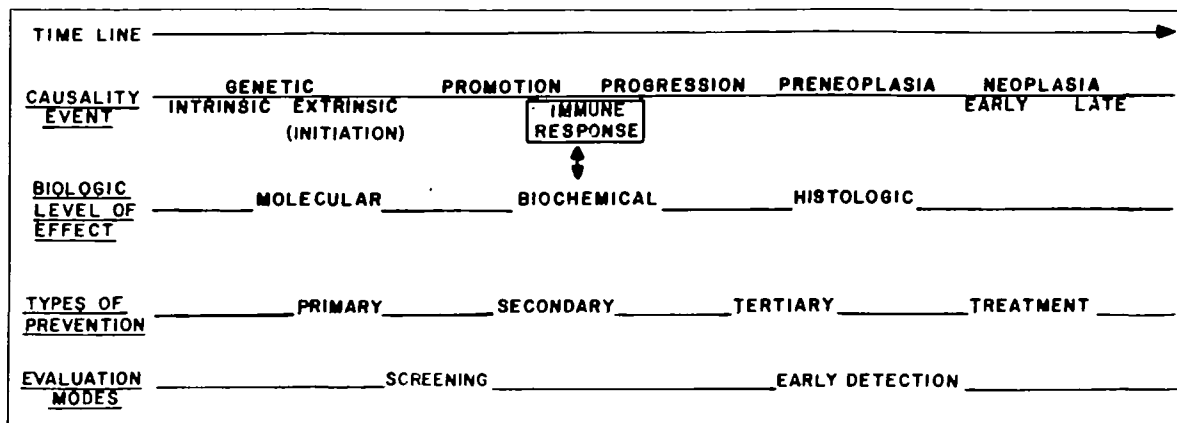 TIME LINE
GENETIC PROMOTION PROGRESSION PRENEOPLASIA NEOPLASIA
CAUSALITY EVENT
INTRINSIC EXTRINSIC (INITIATION)
IMMUNE RESPONSE
EARLY LATE
BIOLOGIC LEVEL OF EFFECT
MOLECULAR BIOCHEMICAL HISTOLOGIC
TYPES OF PREVENTION
PRIMARY SECONDARY TERTIARY TREATMENT
EVALUATION MODES
SCREENING EARLY DETECTION